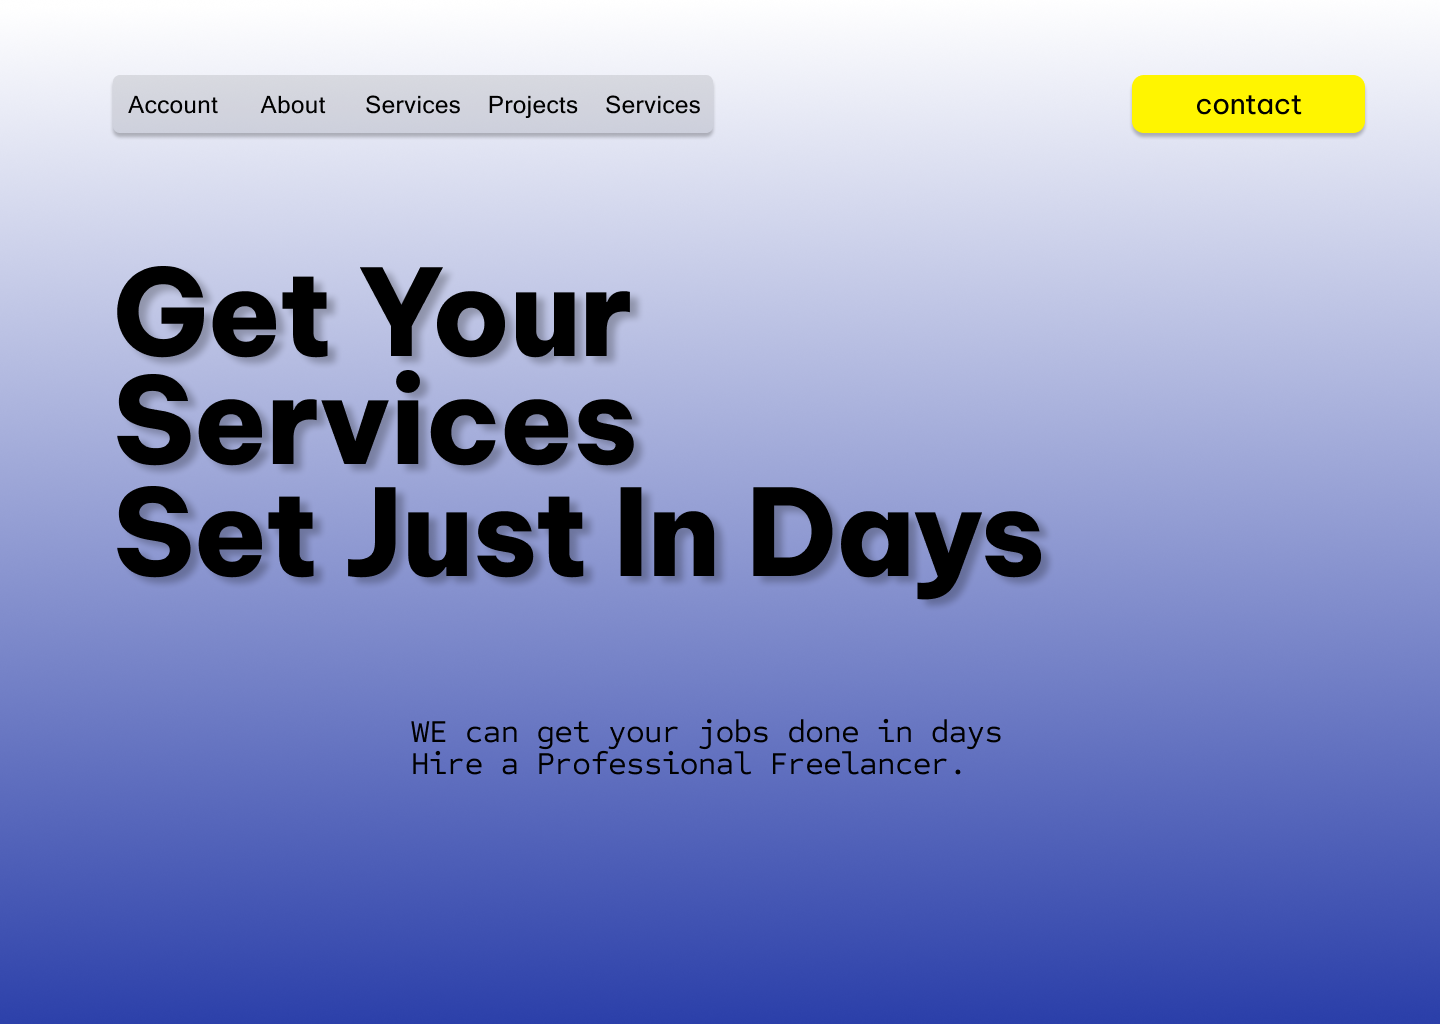 Account About Services Projects Services
contact
Get Your
Services
Set Just In Days
WE can get your jobs done in days
Hire a Professional Freelancer.